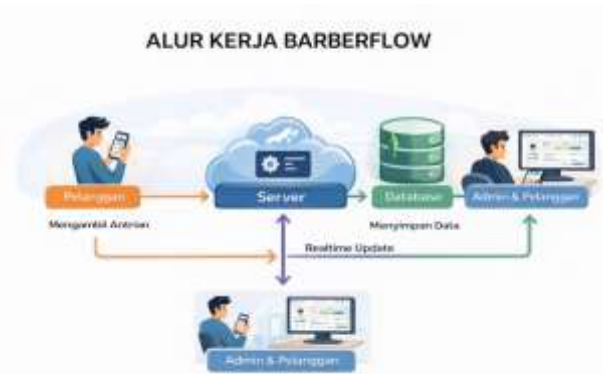 ALUR KERJA BARBERFLOW
Pelanggan
Server
Database
Admin & Pelanggan
Mengambil Antrian
Menyimpan Data
Realtime Update
Admin & Pelanggan